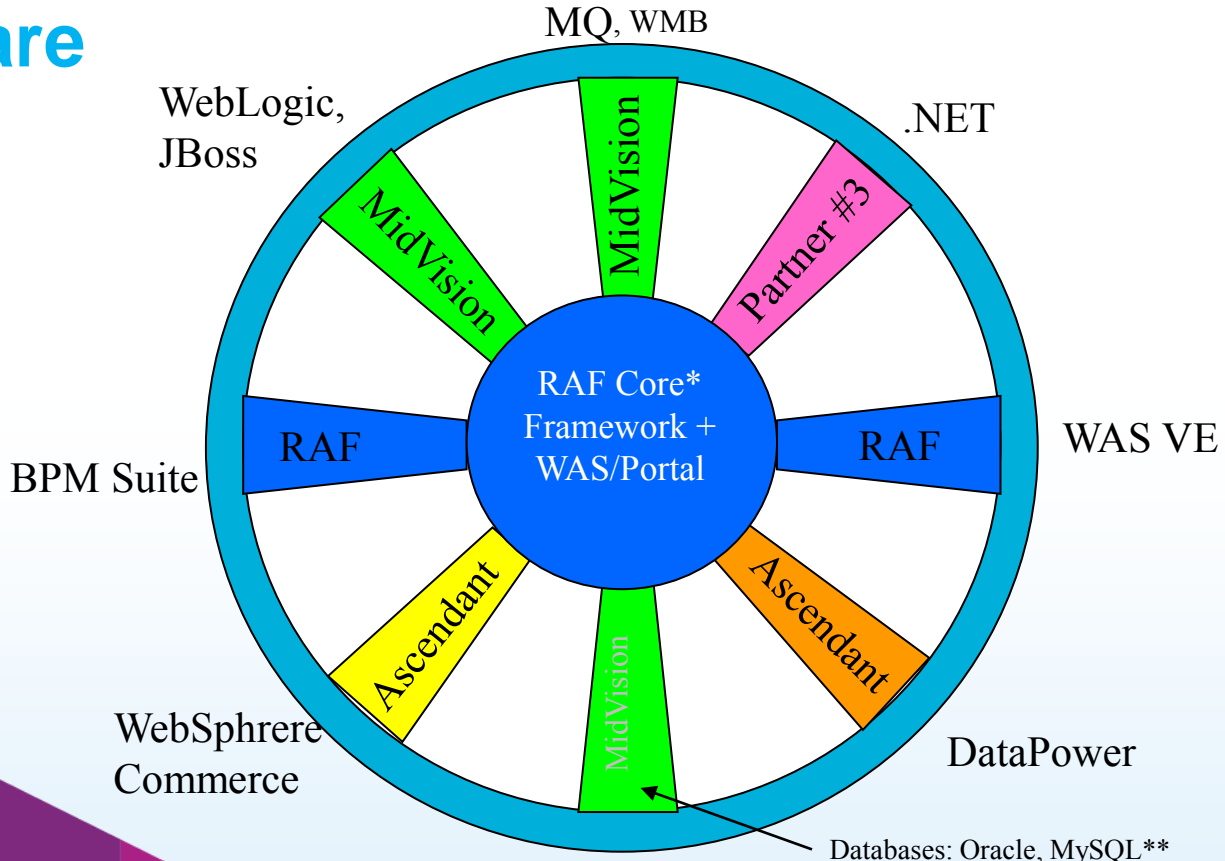 are
MQ, WMB
WebLogic,
JBoss
.NET
MidVision
MidVision
Partner #3
RAF Core*
Framework +
WAS/Portal
RAF
RAF
WAS VE
BPM Suite
Ascendant
MidVision
Ascendant
WebSphrere
Commerce
DataPower
Databases: Oracle, MySQL**